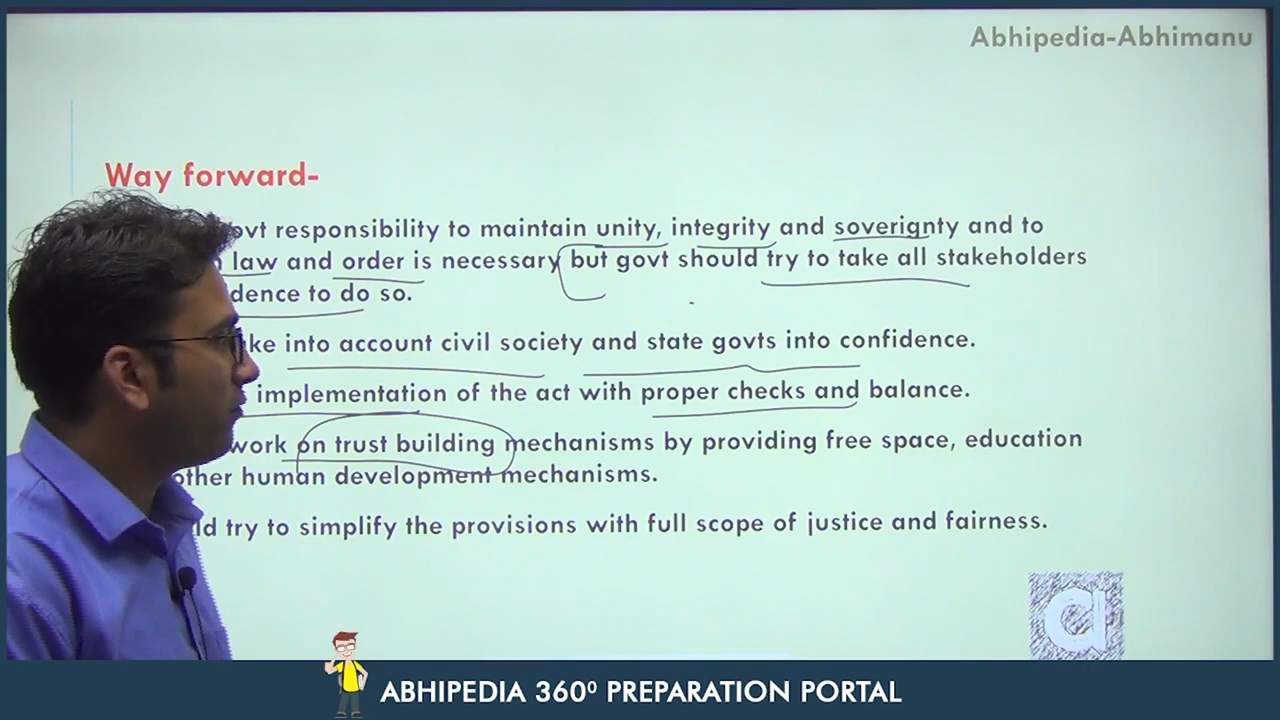 Abhipedia-Abhimanu
Way forward-
ovt responsibility to maintain unity, integrity and soverignty and to
law and order is necessary but govt should try to take all stakeholders
dence to do so.
ke into account civil society and state govts into confidence.
implementation of the act with proper checks and balance.
work on trust building mechanisms by providing free space, education
other human development mechanisms.
ld try to simplify the provisions with full scope of justice and fairness.
a
ABHIPEDIA 360⁰ PREPARATION PORTAL